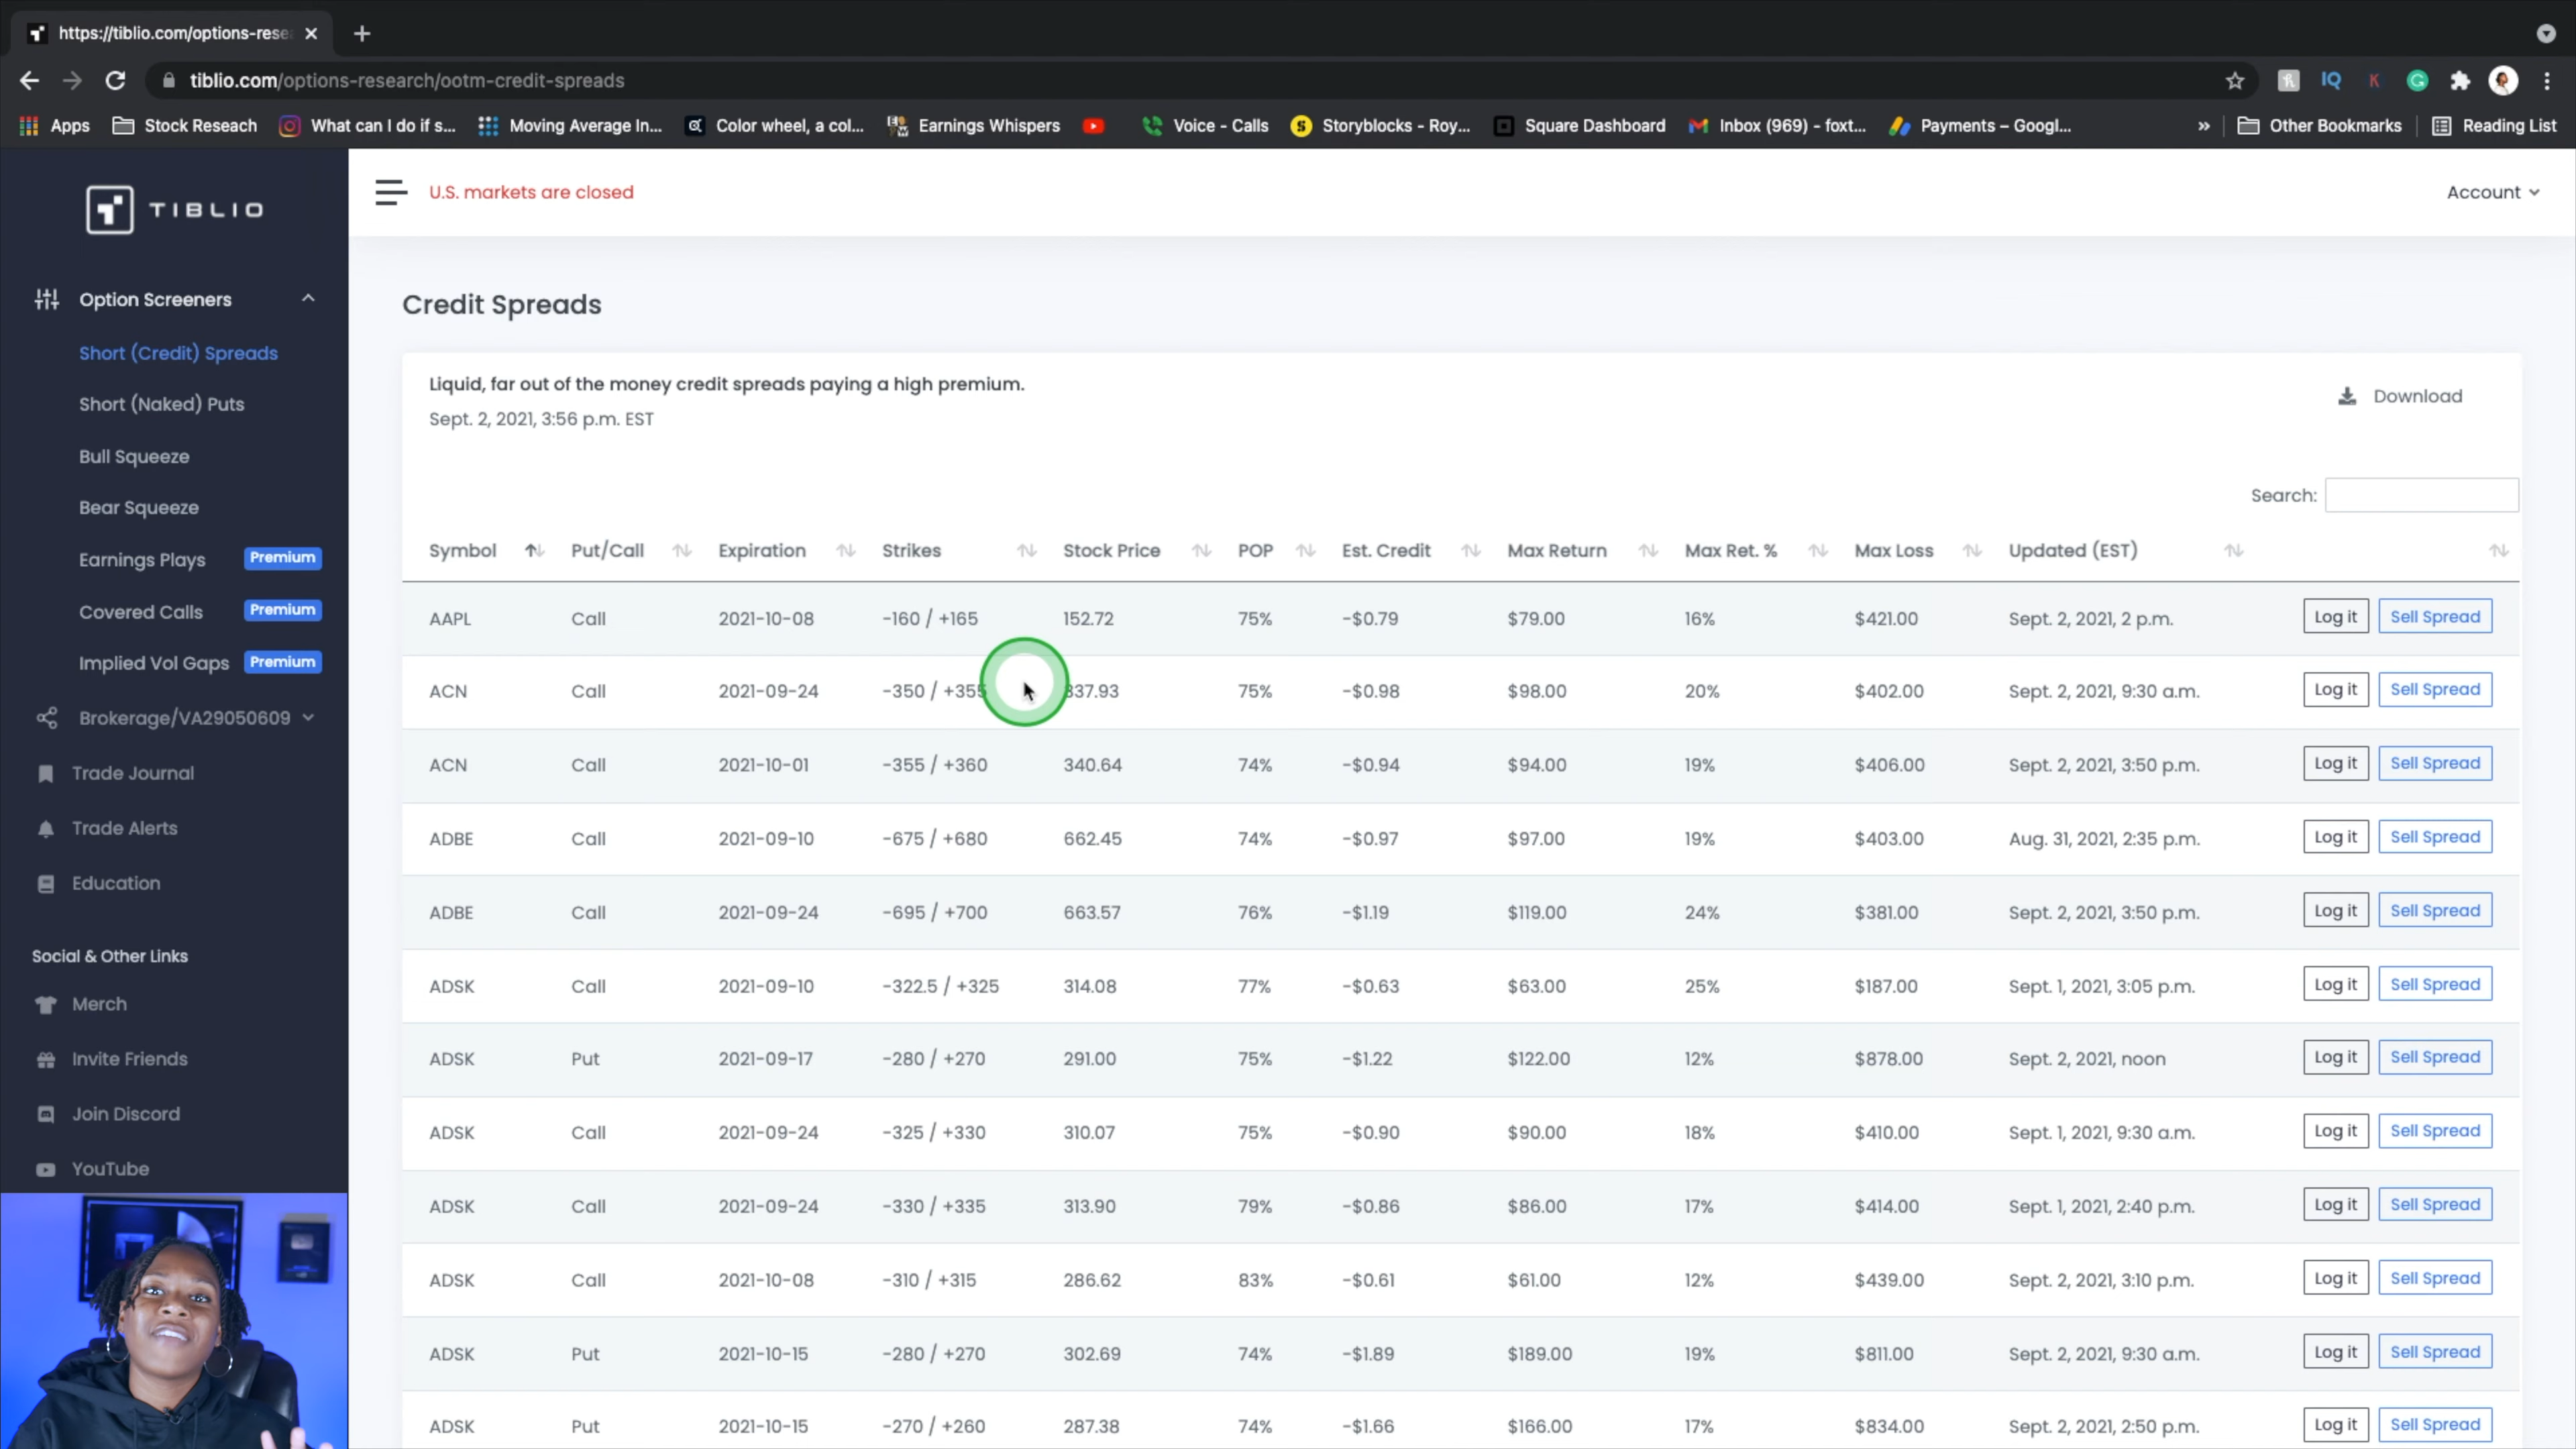 https://tiblio.com/options-rese
tiblio.com/options-research/ootm-credit-spreads
Apps Stock Reseach What can I do if s... Moving Average In... Color wheel, a col... Earnings Whispers Voice - Calls Storyblocks - Roy... Square Dashboard Inbox (969) - foxt... Payments – Googl... » Other Bookmarks Reading List
TIBLIO
U.S. markets are closed
Account
Option Screeners
Short (Credit) Spreads
Short (Naked) Puts
Bull Squeeze
Bear Squeeze
Earnings Plays Premium
Covered Calls Premium
Implied Vol Gaps Premium
Brokerage/VA29050609
Trade Journal
Trade Alerts
Education
Social & Other Links
Merch
Invite Friends
Join Discord
YouTube
Credit Spreads
Liquid, far out of the money credit spreads paying a high premium.
Sept. 2, 2021, 3:56 p.m. EST
Download
Search:
Symbol Put/Call Expiration Strikes Stock Price POP Est. Credit Max Return Max Ret. % Max Loss Updated (EST)
AAPL Call 2021-10-08 -160 / +165 152.72 75% -$0.79 $79.00 16% $421.00 Sept. 2, 2021, 2 p.m. Log it Sell Spread
ACN Call 2021-09-24 -350 / +355 337.93 75% -$0.98 $98.00 20% $402.00 Sept. 2, 2021, 9:30 a.m. Log it Sell Spread
ACN Call 2021-10-01 -355 / +360 340.64 74% -$0.94 $94.00 19% $406.00 Sept. 2, 2021, 3:50 p.m. Log it Sell Spread
ADBE Call 2021-09-10 -675 / +680 662.45 74% -$0.97 $97.00 19% $403.00 Aug. 31, 2021, 2:35 p.m. Log it Sell Spread
ADBE Call 2021-09-24 -695 / +700 663.57 76% -$1.19 $119.00 24% $381.00 Sept. 2, 2021, 3:50 p.m. Log it Sell Spread
ADSK Call 2021-09-10 -322.5 / +325 314.08 77% -$0.63 $63.00 25% $187.00 Sept. 1, 2021, 3:05 p.m. Log it Sell Spread
ADSK Put 2021-09-17 -280 / +270 291.00 75% -$1.22 $122.00 12% $878.00 Sept. 2, 2021, noon Log it Sell Spread
ADSK Call 2021-09-24 -325 / +330 310.07 75% -$0.90 $90.00 18% $410.00 Sept. 1, 2021, 9:30 a.m. Log it Sell Spread
ADSK Call 2021-09-24 -330 / +335 313.90 79% -$0.86 $86.00 17% $414.00 Sept. 1, 2021, 2:40 p.m. Log it Sell Spread
ADSK Call 2021-10-08 -310 / +315 286.62 83% -$0.61 $61.00 12% $439.00 Sept. 2, 2021, 3:10 p.m. Log it Sell Spread
ADSK Put 2021-10-15 -280 / +270 302.69 74% -$1.89 $189.00 19% $811.00 Sept. 2, 2021, 9:30 a.m. Log it Sell Spread
ADSK Put 2021-10-15 -270 / +260 287.38 74% -$1.66 $166.00 17% $834.00 Sept. 2, 2021, 2:50 p.m. Log it Sell Spread